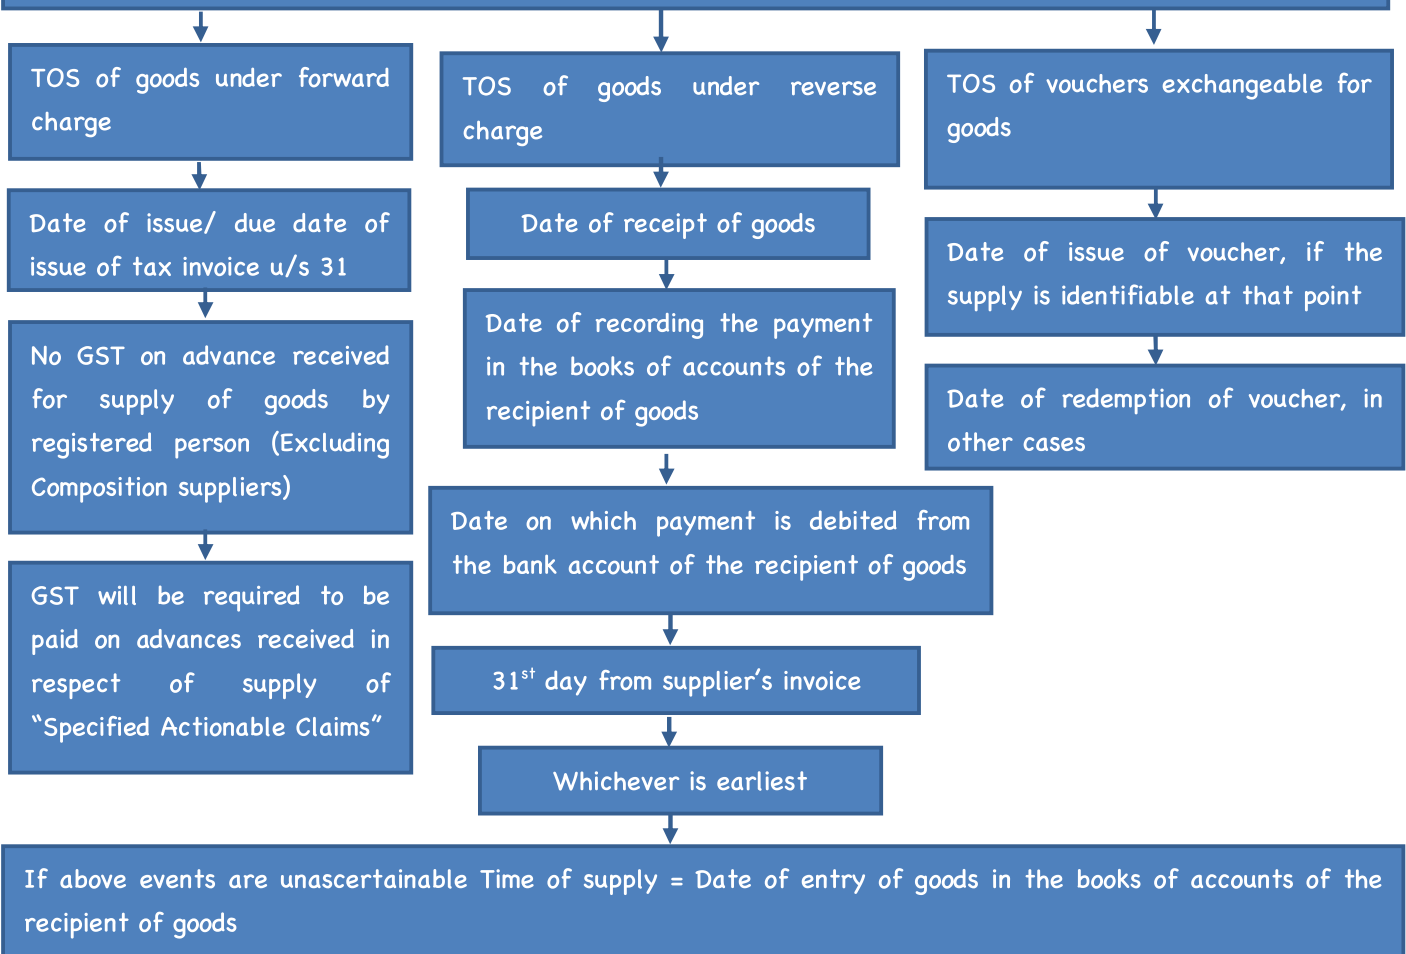 TOS of goods under forward
charge
Date of issue/ due date of
issue of tax invoice u/s 31
No GST on advance received
for supply of goods by
registered person (Excluding
Composition suppliers)
GST will be required to be
paid on advances received in
respect of supply of
“Specified Actionable Claims”
TOS of goods under reverse
charge
Date of receipt of goods
Date of recording the payment
in the books of accounts of the
recipient of goods
Date on which payment is debited from
the bank account of the recipient of goods
31st day from supplier’s invoice
Whichever is earliest
TOS of vouchers exchangeable for
goods
Date of issue of voucher, if the
supply is identifiable at that point
Date of redemption of voucher, in
other cases
If above events are unascertainable Time of supply = Date of entry of goods in the books of accounts of the
recipient of goods